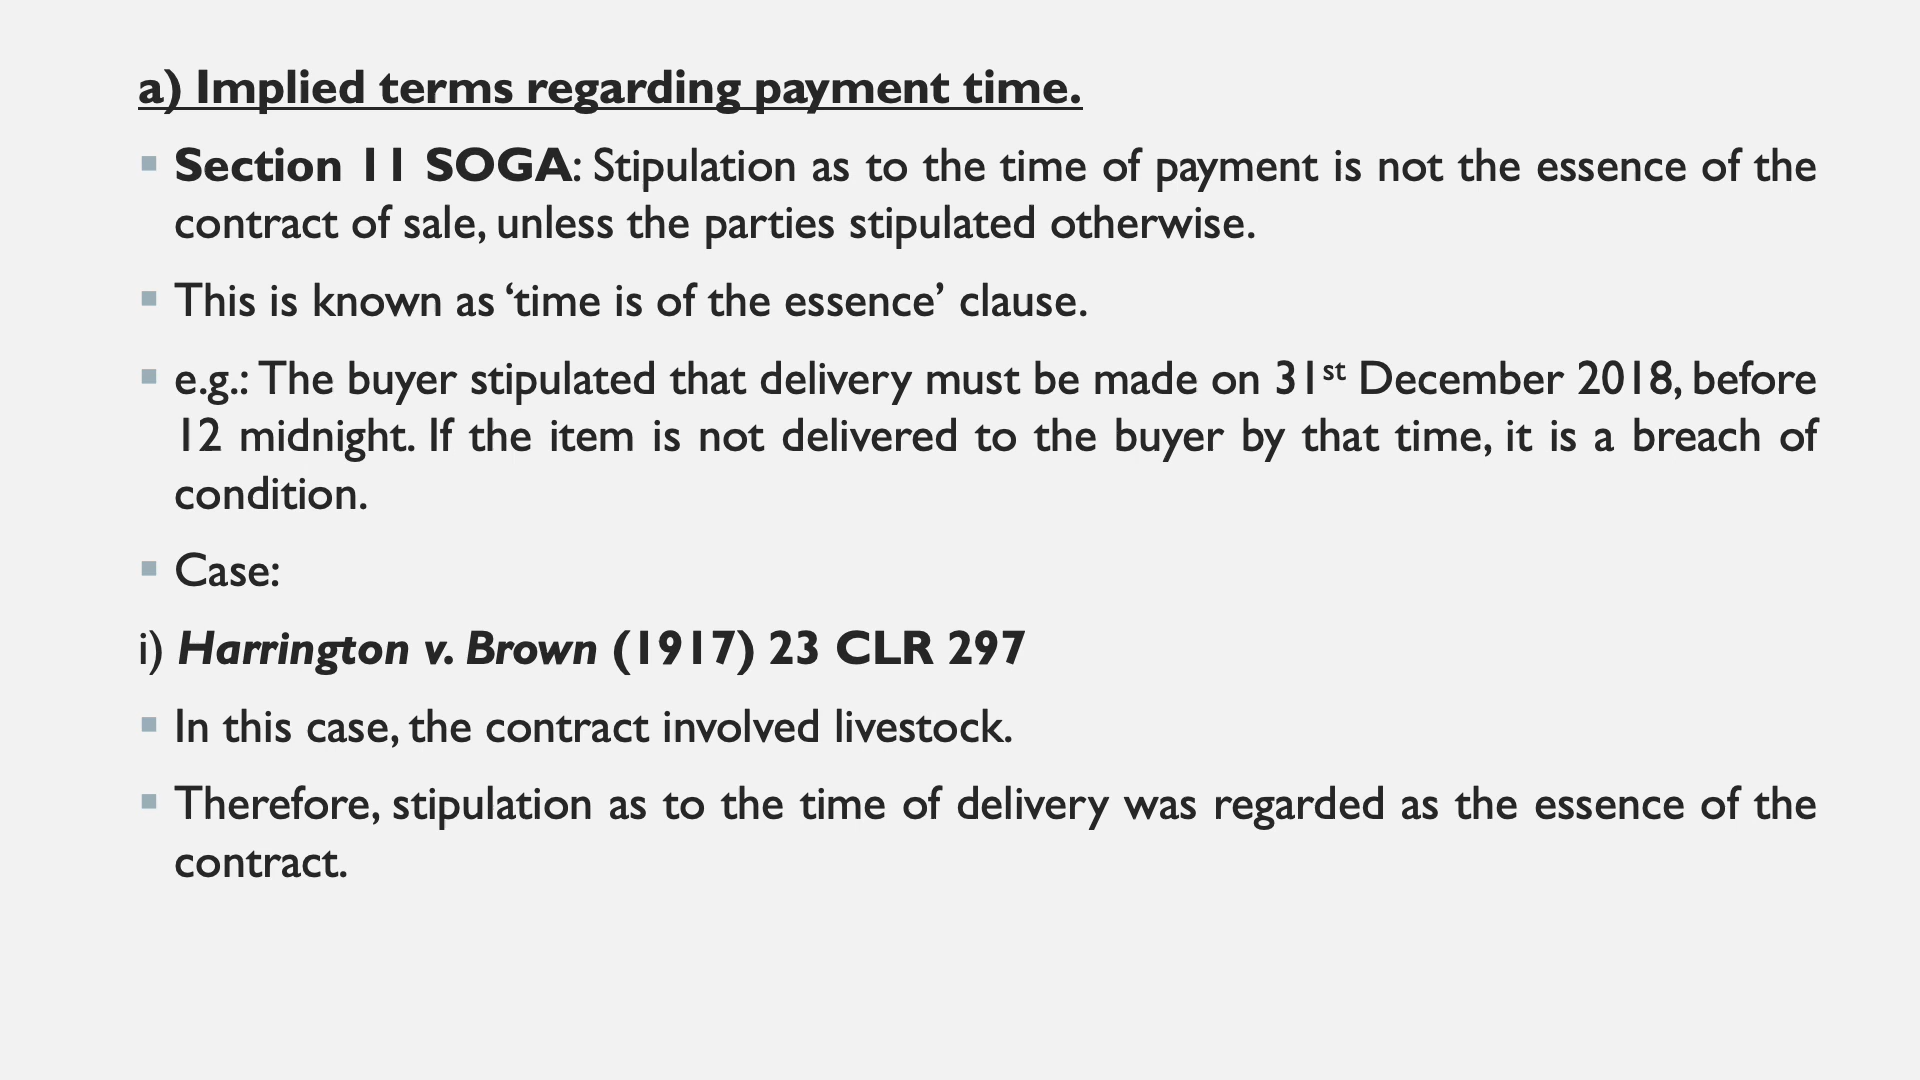 a) Implied terms regarding payment time.
▪ Section 11 SOGA: Stipulation as to the time of payment is not the essence of the
contract of sale, unless the parties stipulated otherwise.
▪ This is known as ‘time is of the essence’ clause.
▪ e.g.: The buyer stipulated that delivery must be made on 31st December 2018, before
12 midnight. If the item is not delivered to the buyer by that time, it is a breach of
condition.
▪ Case:
i) Harrington v. Brown (1917) 23 CLR 297
▪ In this case, the contract involved livestock.
▪ Therefore, stipulation as to the time of delivery was regarded as the essence of the
contract.